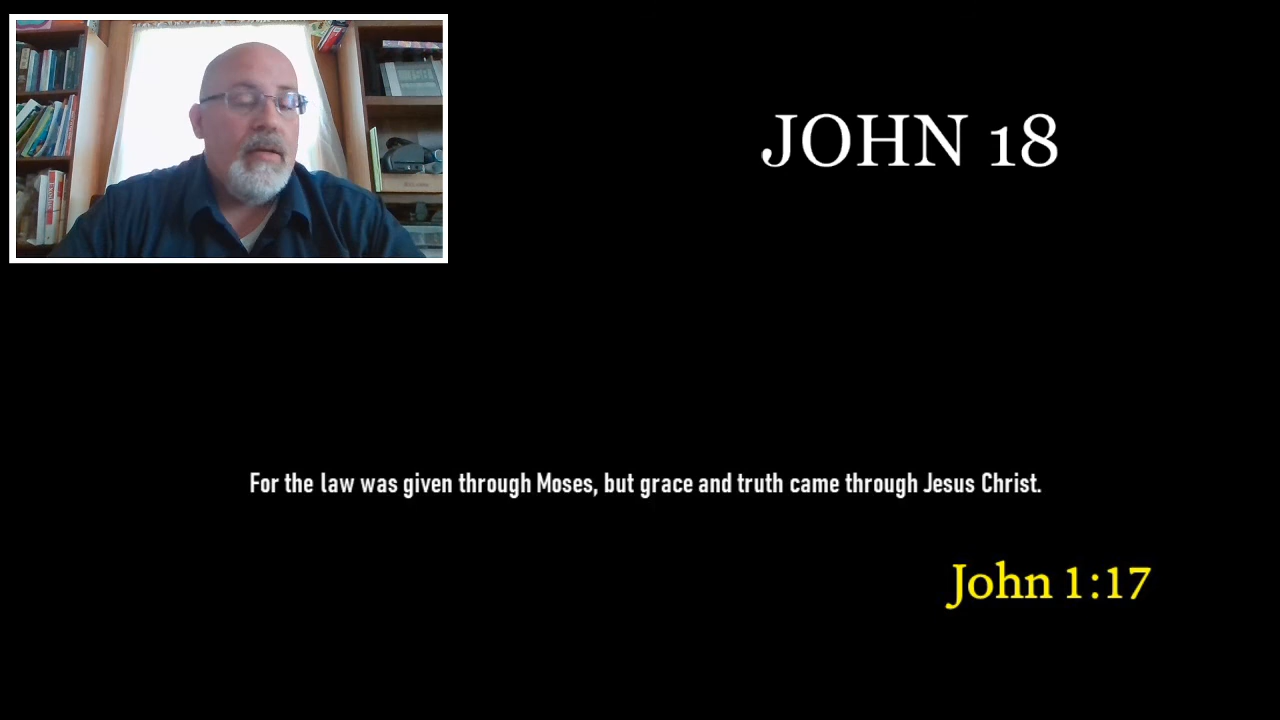 JOHN 18
For the law was given through Moses, but grace and truth came through Jesus Christ.
John 1:17